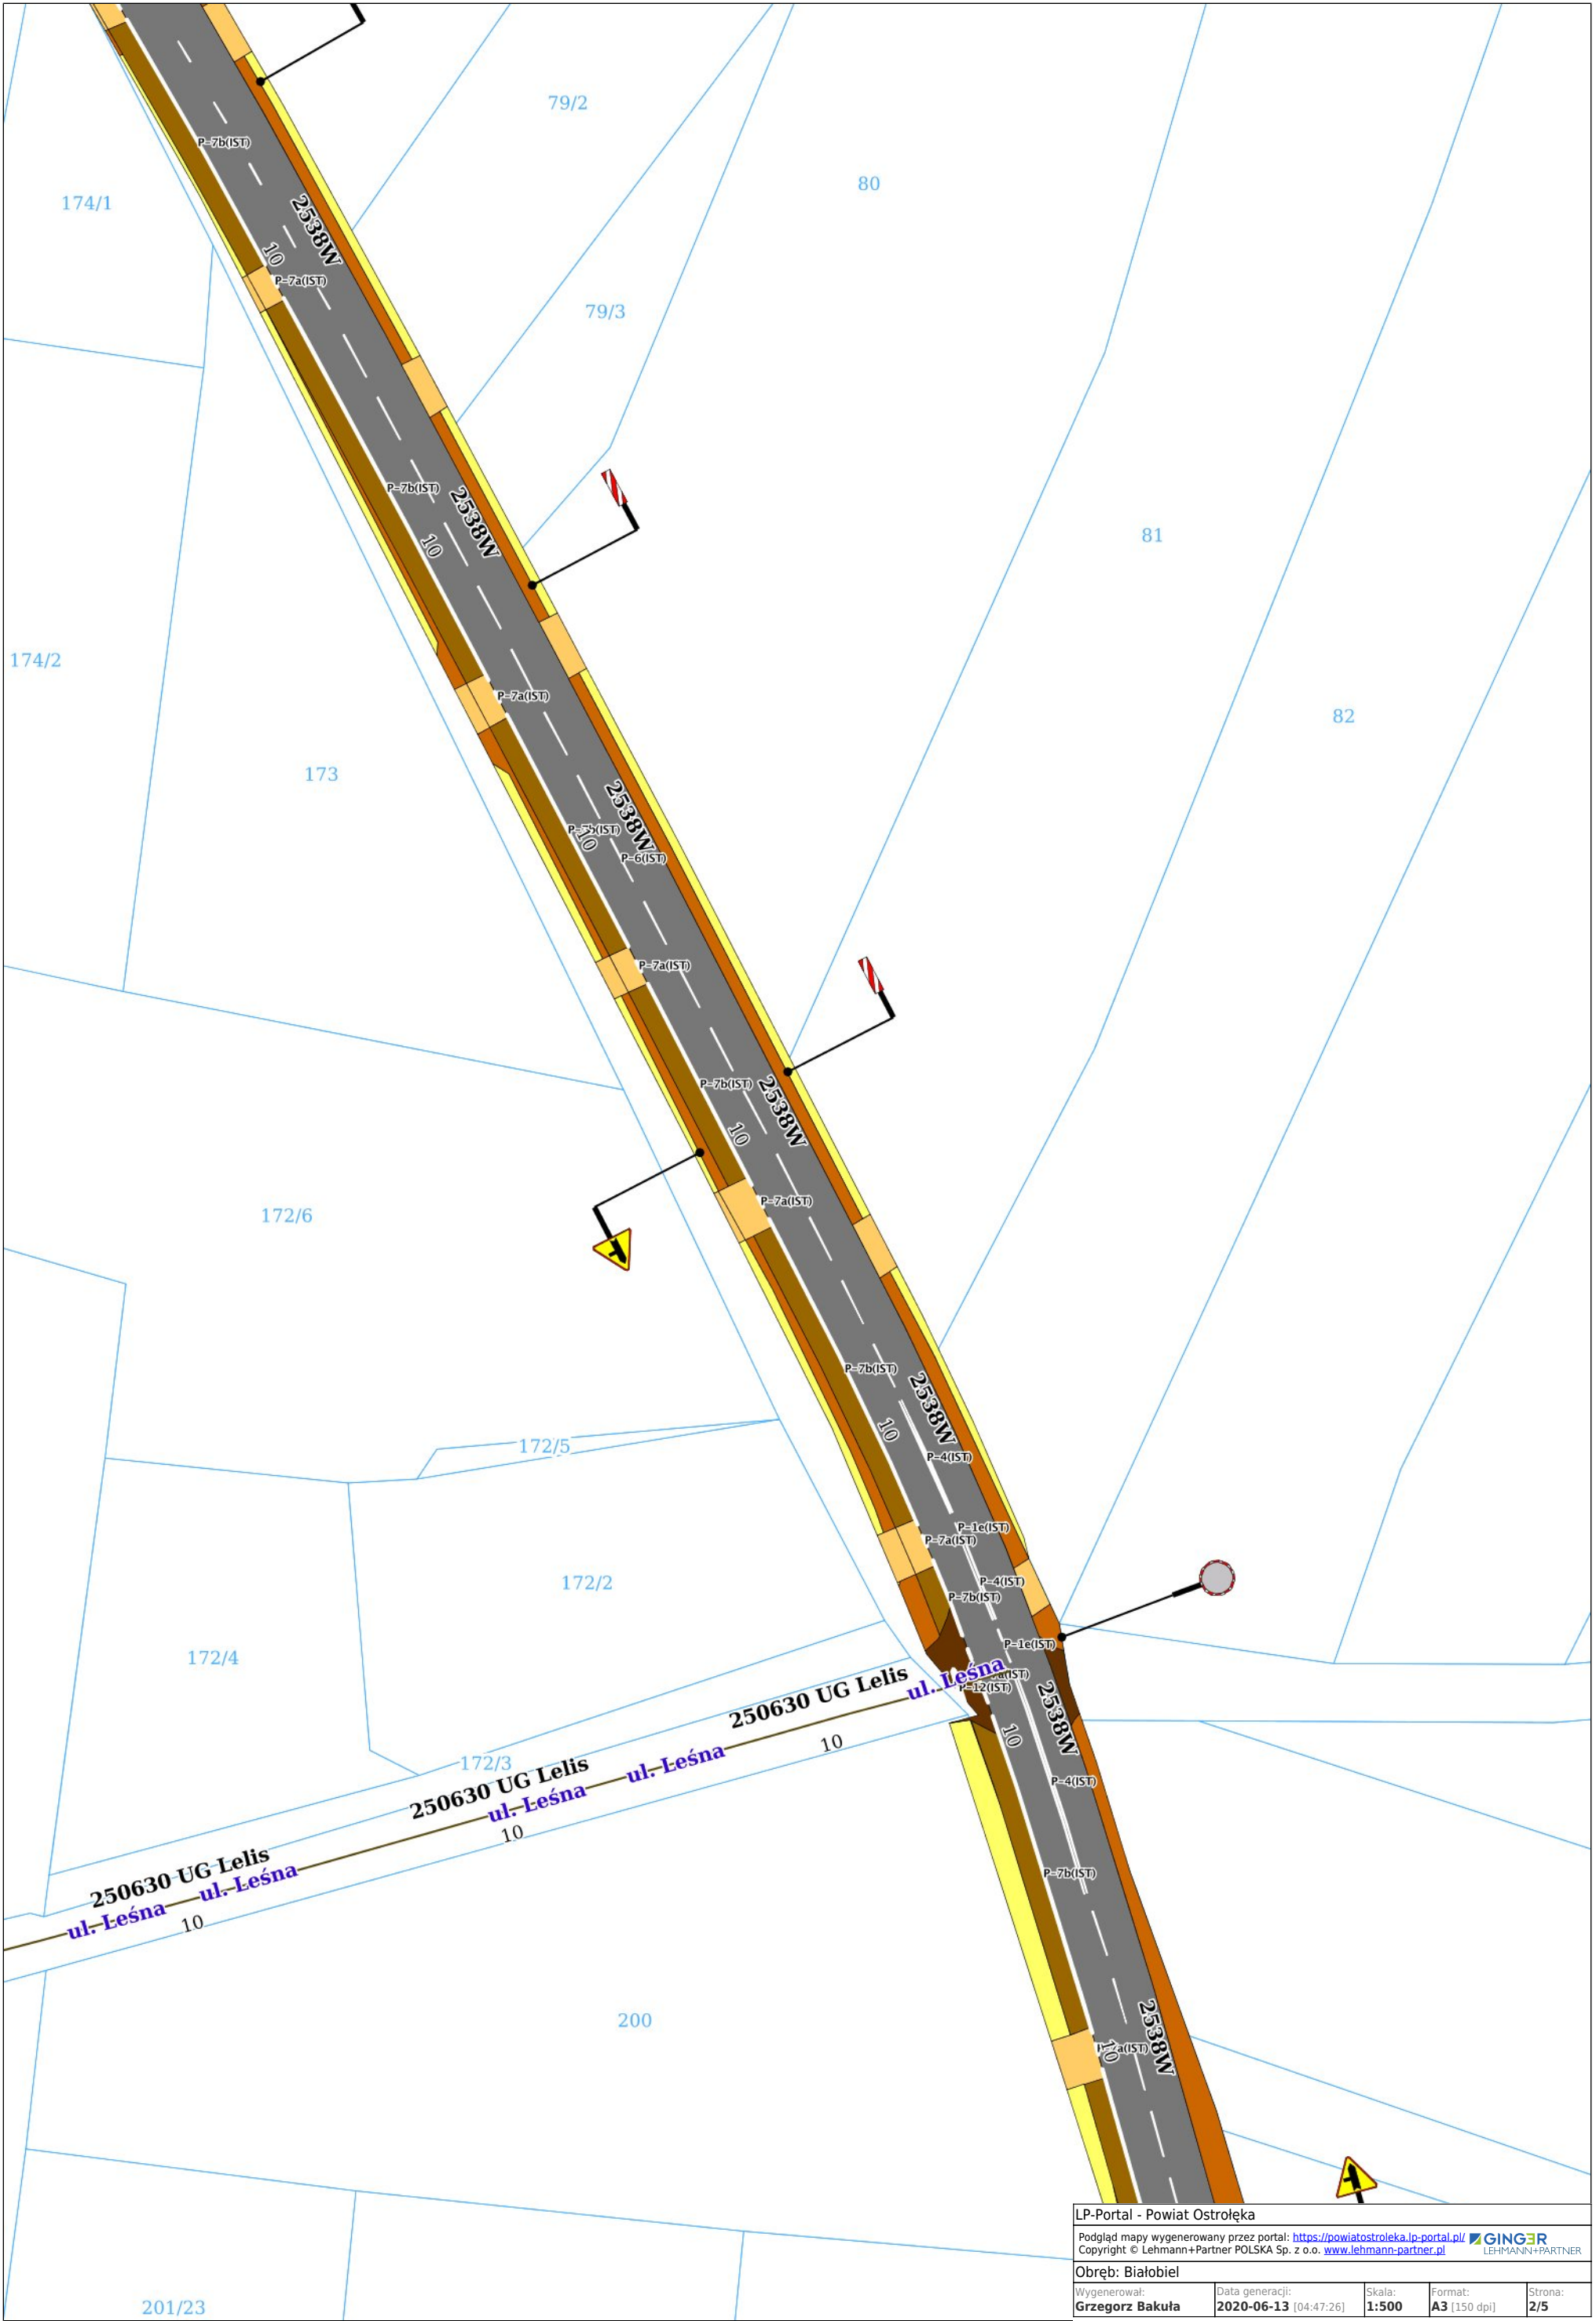 79/2
P-7b(IST)
80
174/1
2538W
10
P-7a(IST)
79/3
P-7b(IST)
2538W
10
81
174/2
P-7a(IST)
82
173
2538W
P-7b(IST)
10
P-6(IST)
P-7a(IST)
P-7b(IST)
2538W
10
P-7a(IST)
172/6
P-7b(IST)
2538W
10
172/5
P-4(IST)
P-1e(IST)
P-7a(IST)
172/2
P-4(IST)
P-7b(IST)
P-1e(IST)
172/4
ul. Leśna
P-12(IST)
250630 UG Lelis
2538W
10
10
172/3
ul. Leśna
250630 UG Lelis
P-4(IST)
ul. Leśna
10
P-7b(IST)
250630 UG Lelis
ul. Leśna
ul. Leśna
10
200
2538W
10
201/23
LP-Portal - Powiat Ostrołęka
Podgląd mapy wygenerowany przez portal: https://powiatostroleka.lp-portal.pl/
Copyright © Lehmann+Partner POLSKA Sp. z o.o. www.lehmann-partner.pl
GINGER
LEHMANN+PARTNER
Obręb: Białobiel
Wygenerował:
Grzegorz Bakuła
Data generacji:
2020-06-13 [04:47:26]
Skala:
1:500
Format:
A3 [150 dpi]
Strona:
2/5